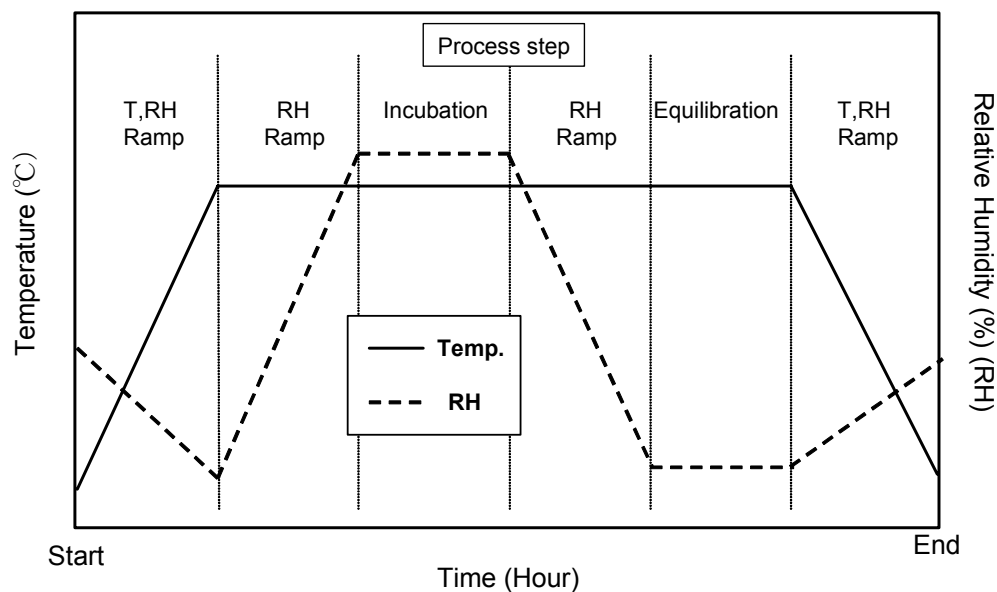 Process step
T,RH
Ramp
RH
Ramp
Incubation
RH
Ramp
Equilibration
T,RH
Ramp
Temperature (℃)
Relative Humidity (%) (RH)
Temp.
RH
Start
End
Time (Hour)